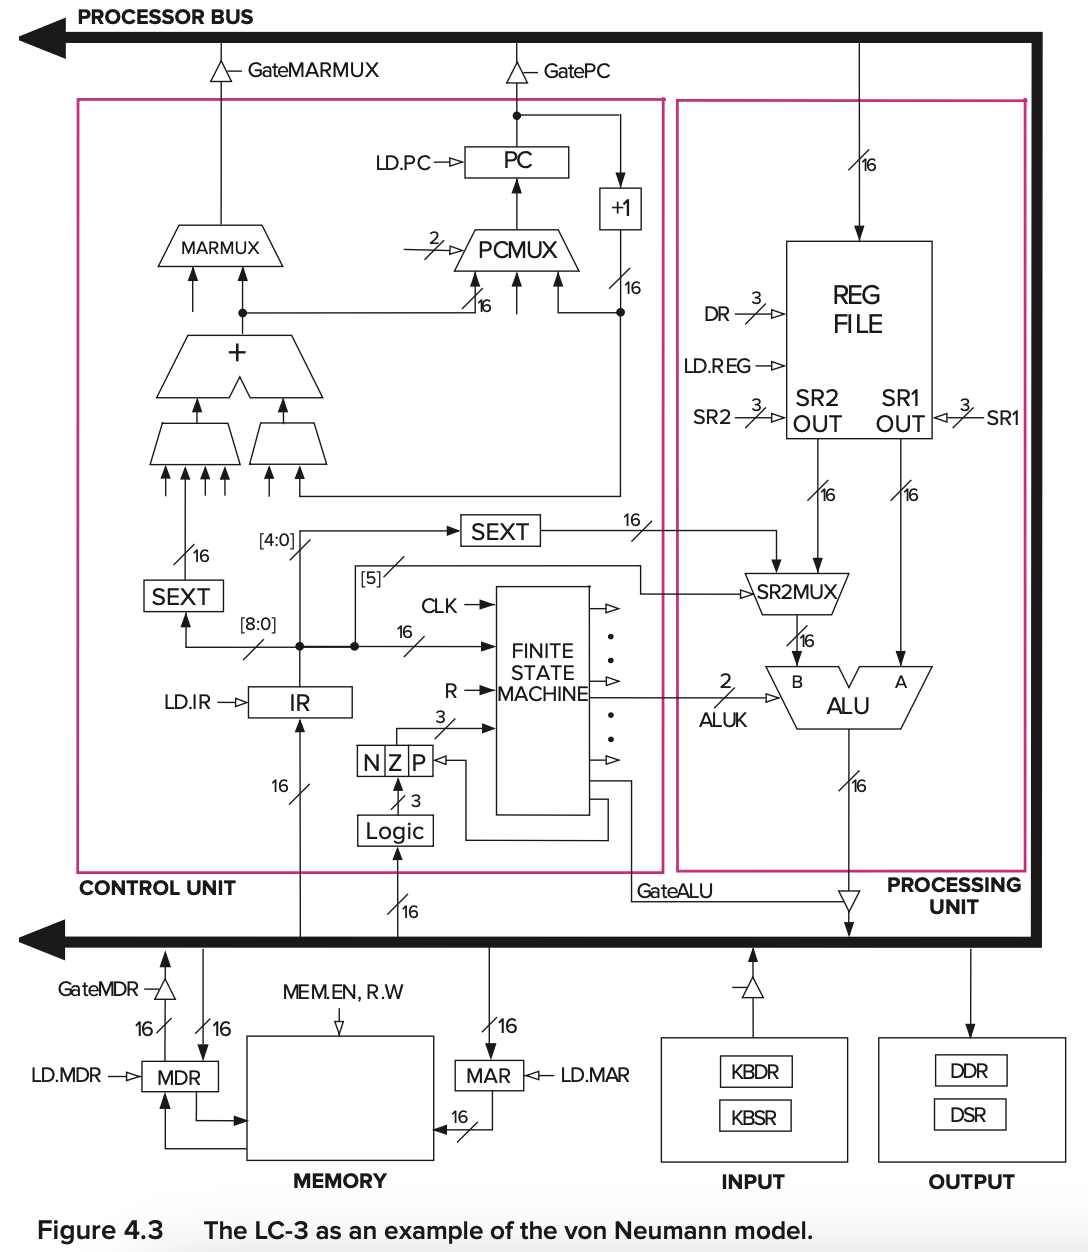 PROCESSOR BUS
GateMARMUX
GatePC
LD.PC
PC
16
+1
MARMUX
2
PCMUX
16
16
REG
FILE
DR
3
LD.REG
+
SR2
3
SR2
OUT
SR1
OUT
3
SR1
16
16
[4:0]
SEXT
16
16
[5]
SEXT
CLK
SR2MUX
[8:0]
16
FINITE
STATE
MACHINE
16
LD.IR
IR
R
B
A
2
ALUK
ALU
3
N Z P
16
3
16
Logic
CONTROL UNIT
16
GateALU
PROCESSING
UNIT
GateMDR
MEM.EN, R.W
16
16
16
LD.MDR
MDR
MAR
LD.MAR
16
KBDR
KBSR
DDR
DSR
MEMORY
INPUT
OUTPUT
Figure 4.3 The LC-3 as an example of the von Neumann model.